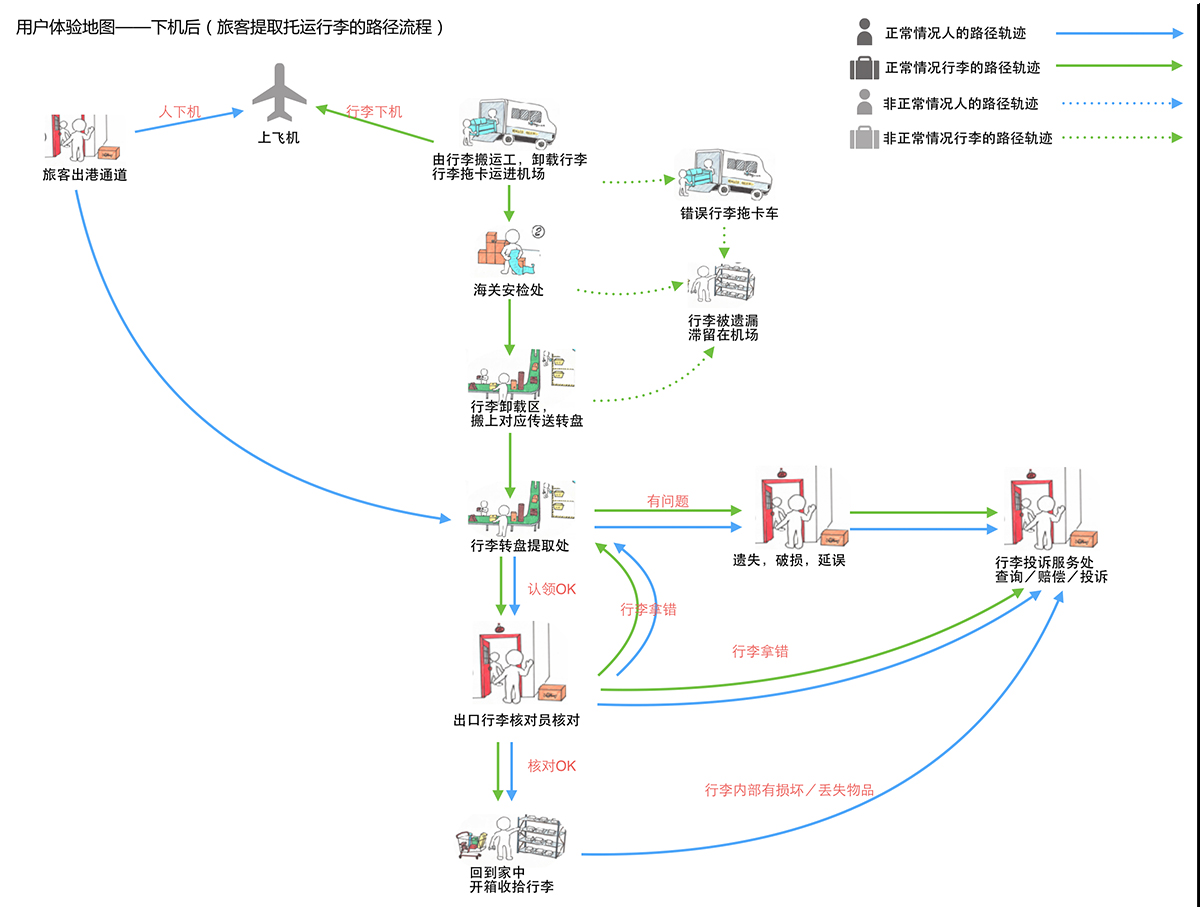 用户体验地图——下机后（旅客提取托运行李的路径流程）
正常情况人的路径轨迹
正常情况行李的路径轨迹
非正常情况人的路径轨迹
非正常情况行李的路径轨迹
人下机
行李下机
上飞机
旅客出港通道
由行李搬运工，卸载行李
行李拖卡运进机场
错误行李拖卡车
②
海关安检处
行李被遗漏
滞留在机场
行李卸载区，
搬上对应传送转盘
有问题
行李转盘提取处
遗失，破损，延误
行李投诉服务处
查询／赔偿／投诉
认领OK
行李拿错
行李拿错
出口行李核对员核对
核对OK
行李内部有损坏／丢失物品
回到家中
开箱收拾行李